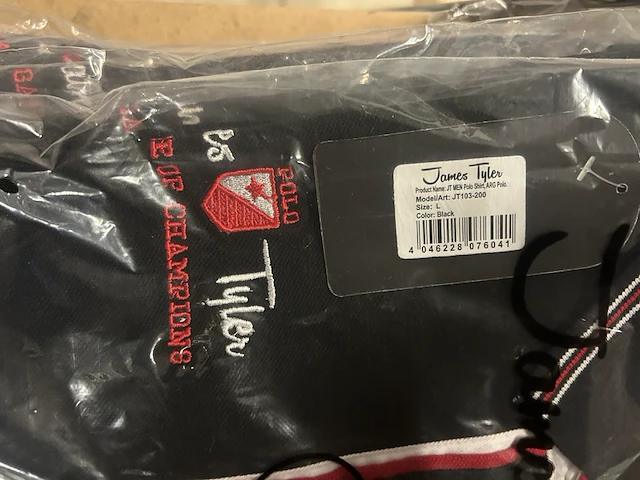 James Tyler
Product Name: JT MEN Polo Shirt, ARG Polo.
Model/Art: JT103-200
Size: L
Color: Black
4 046228 076041
POLO
Tyler
E OF CHAMPIONS